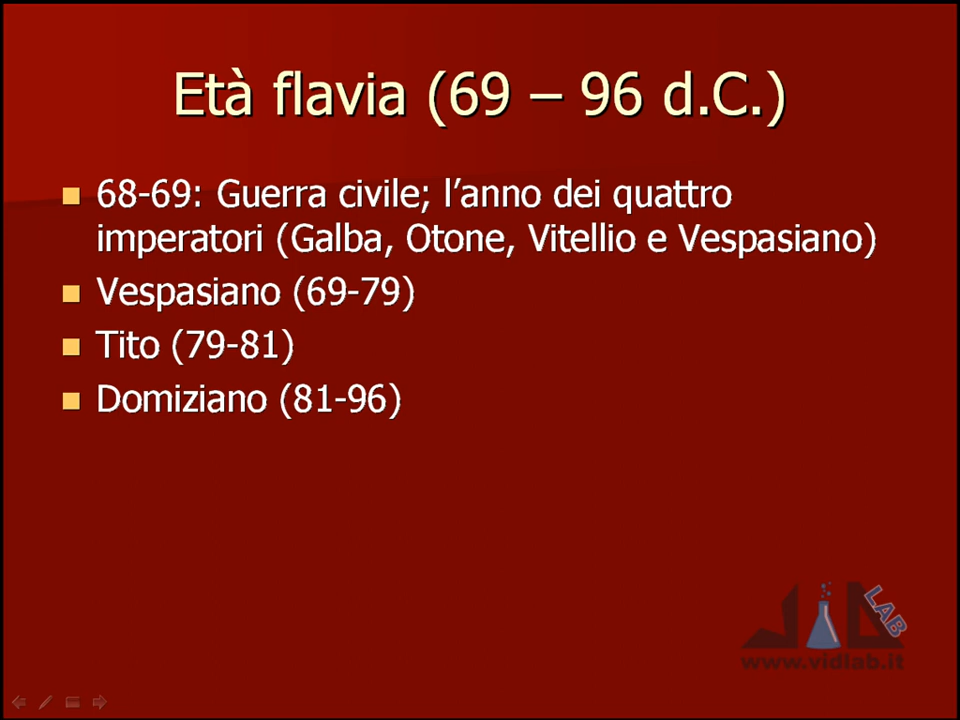 Età flavia (69 – 96 d.C.)
68-69: Guerra civile; l'anno dei quattro
imperatori (Galba, Otone, Vitellio e Vespasiano)
Vespasiano (69-79)
Tito (79-81)
Domiziano (81-96)
LAB
www.vidlab.it